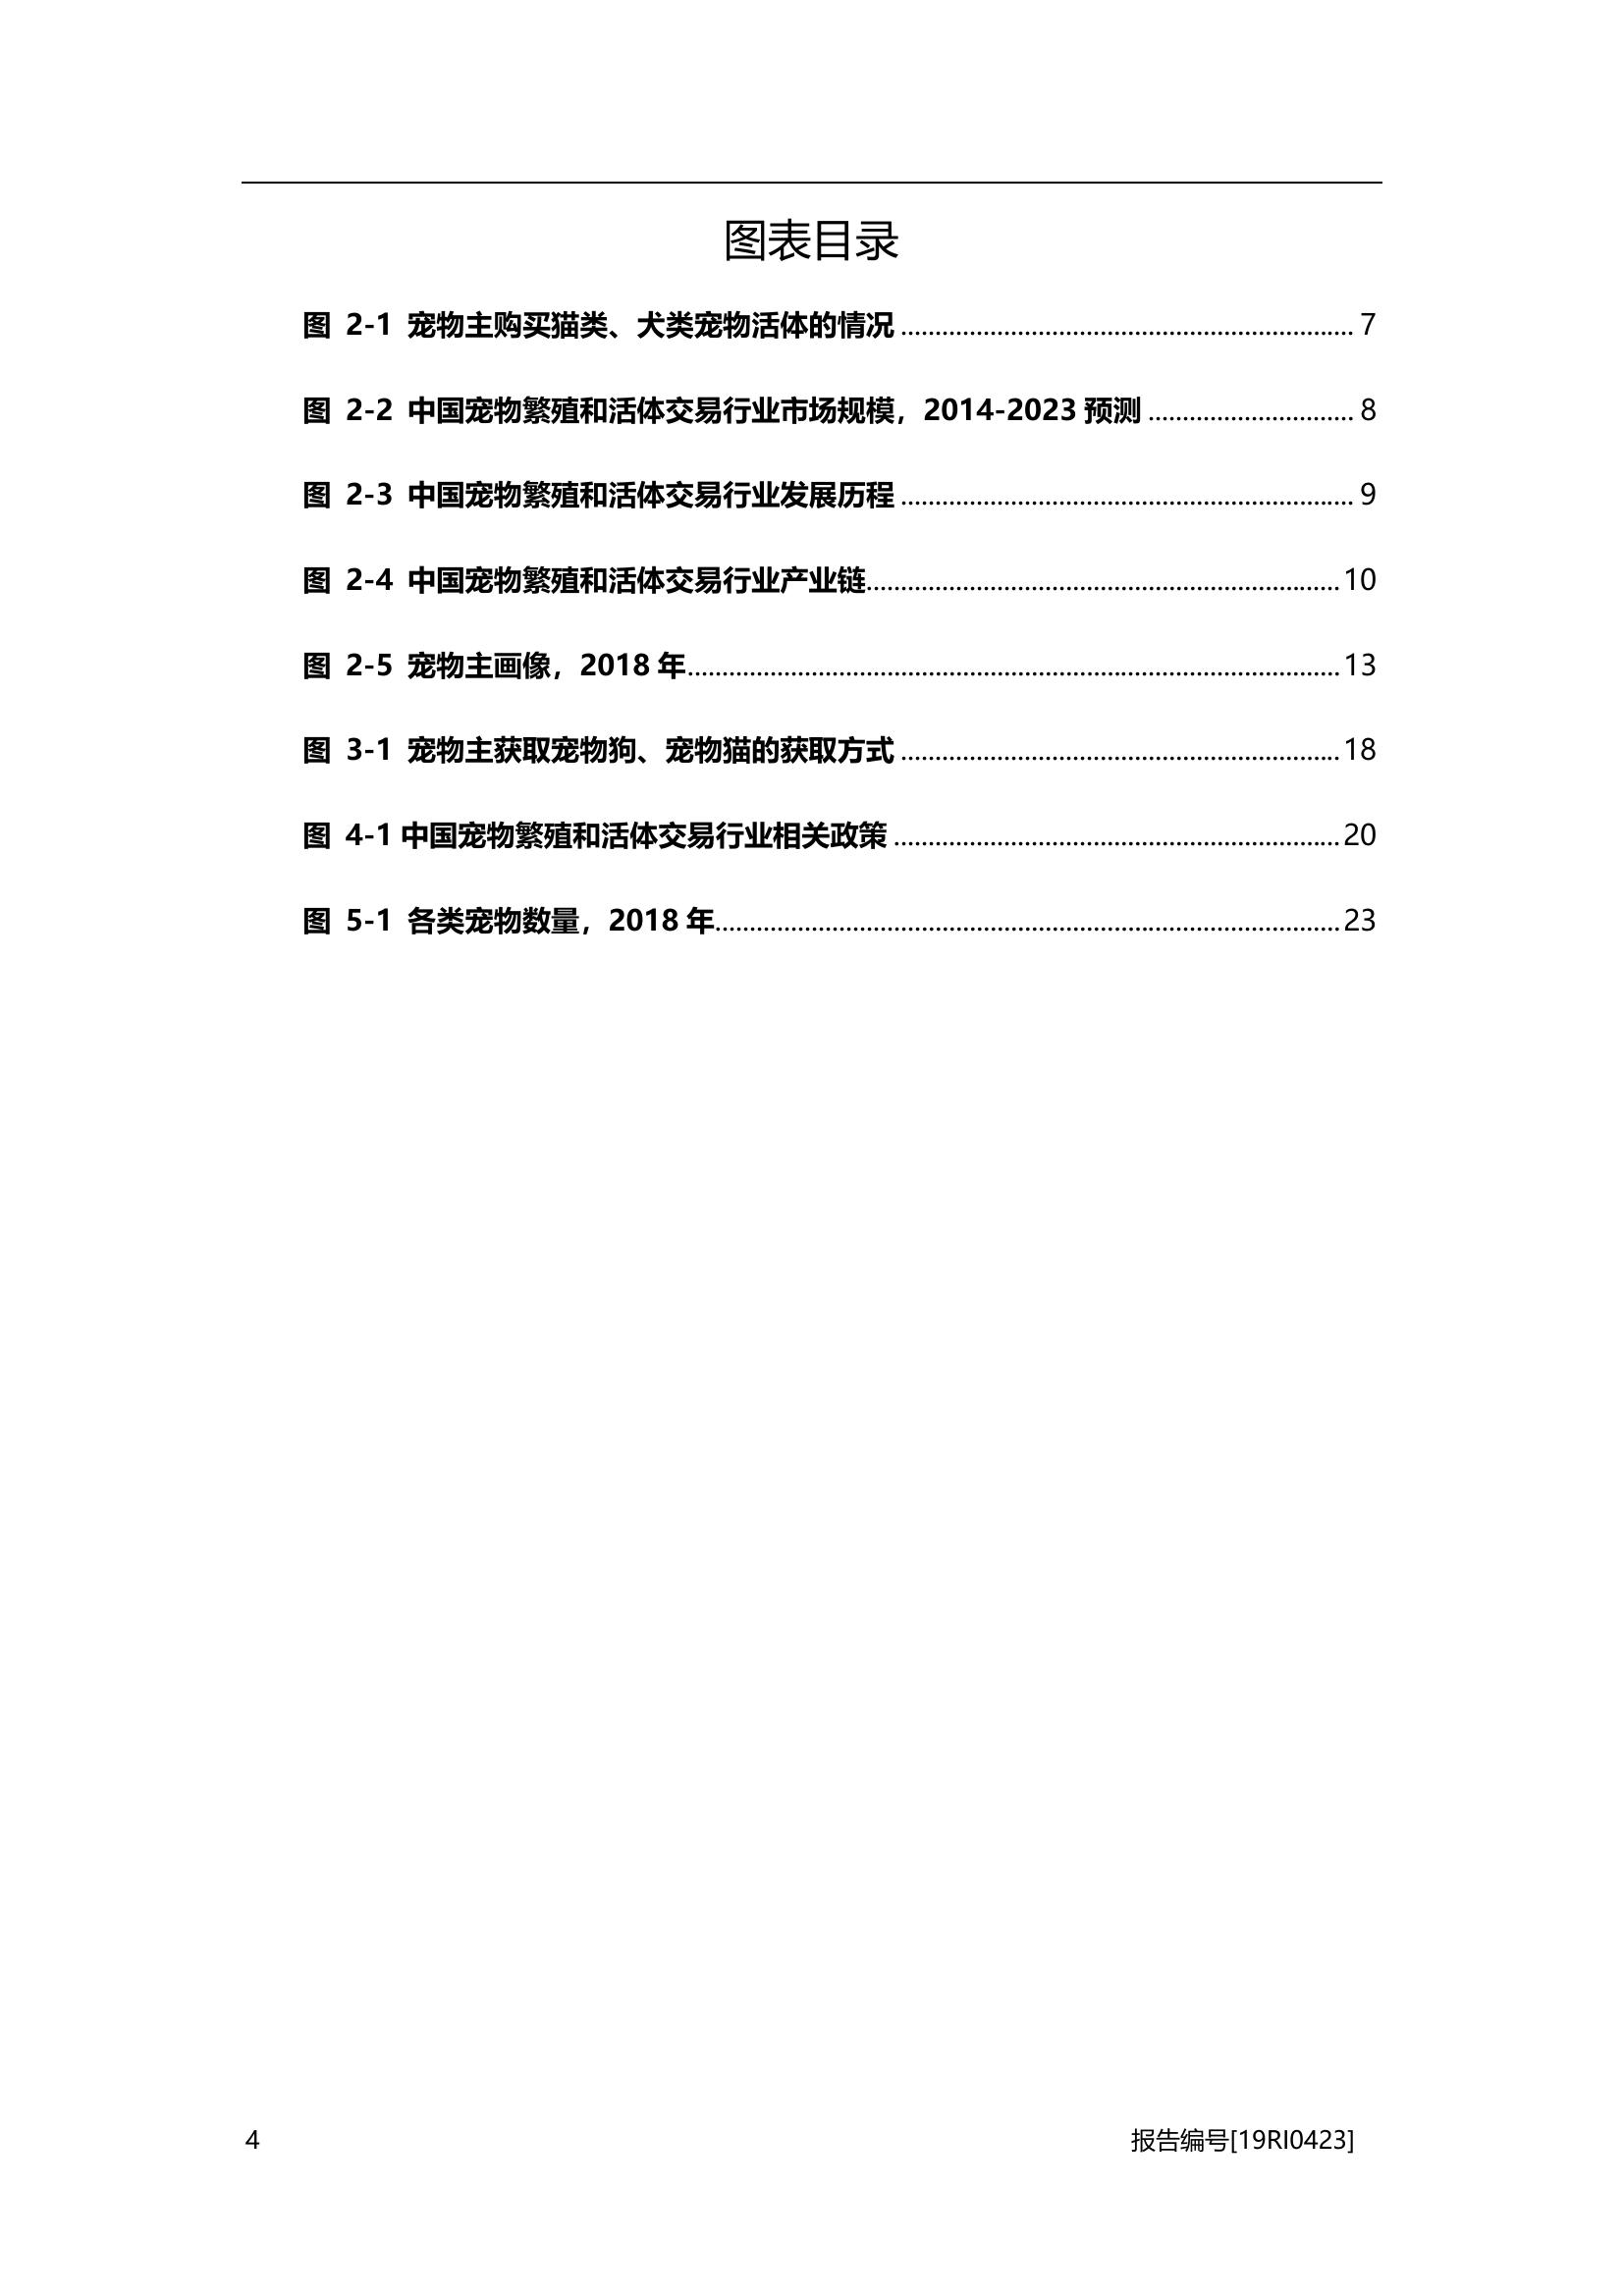 图表目录
图 2-1 宠物主购买猫类、犬类宠物活体的情况 ........................................ 7
图 2-2 中国宠物繁殖和活体交易行业市场规模，2014-2023 预测 .................... 8
图 2-3 中国宠物繁殖和活体交易行业发展历程 ........................................ 9
图 2-4 中国宠物繁殖和活体交易行业产业链........................................ 10
图 2-5 宠物主画像，2018 年........................................ 13
图 3-1 宠物主获取宠物狗、宠物猫的获取方式 ........................................ 18
图 4-1 中国宠物繁殖和活体交易行业相关政策 ........................................ 20
图 5-1 各类宠物数量，2018 年........................................ 23
4 报告编号[19RI0423]